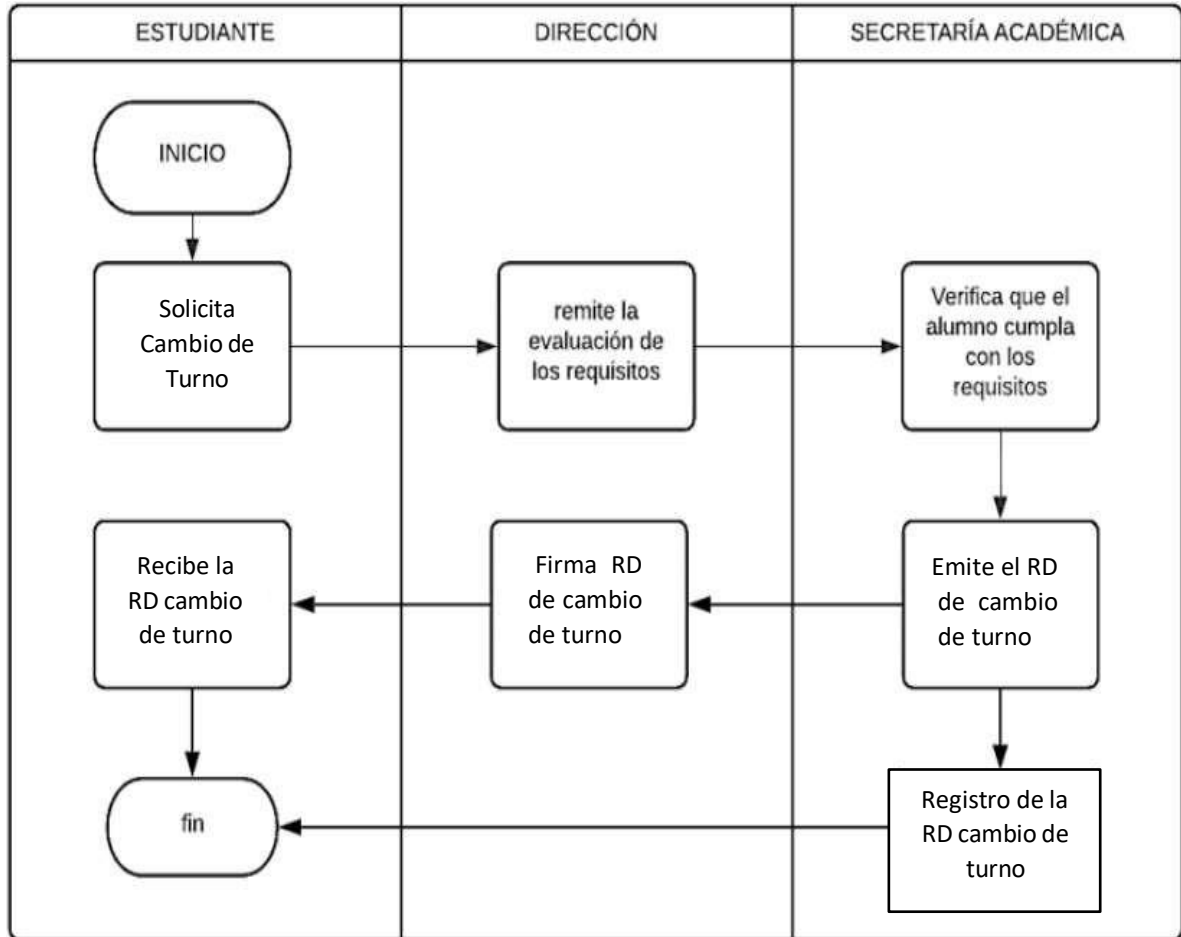 ESTUDIANTE
DIRECCIÓN
SECRETARÍA ACADÉMICA
INICIO
Solicita
Cambio de
Turno
remite la
evaluación de
los requisitos
Verifica que el
alumno cumpla
con los
requisitos
Recibe la
RD cambio
de turno
Firma RD
de cambio
de turno
Emite el RD
de cambio
de turno
fin
Registro de la
RD cambio de
turno